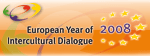 European Year of
Intercultural Dialogue
2008